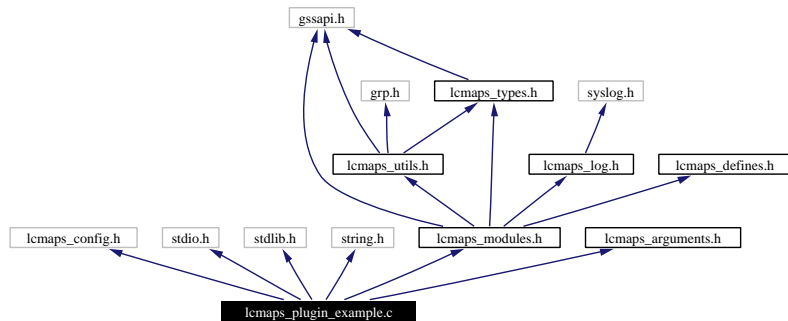 gssapi.h
grp.h
lcmaps_types.h
syslog.h
lcmaps_utils.h
lcmaps_log.h
lcmaps_defines.h
lcmaps_config.h
stdio.h
stdlib.h
string.h
lcmaps_modules.h
lcmaps_arguments.h
lcmaps_plugin_example.c